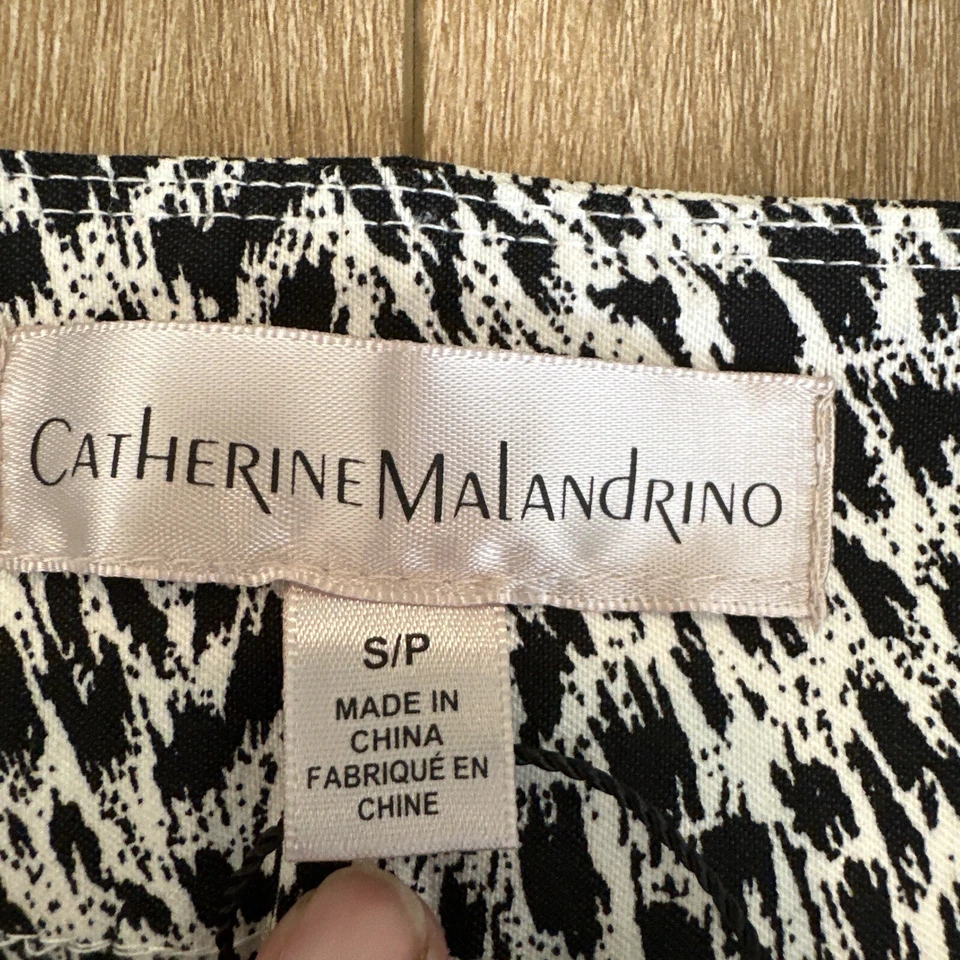 CATHERINE MALANDRINO
S/P
MADE IN
CHINA
FABRIQUÉ EN
CHINE